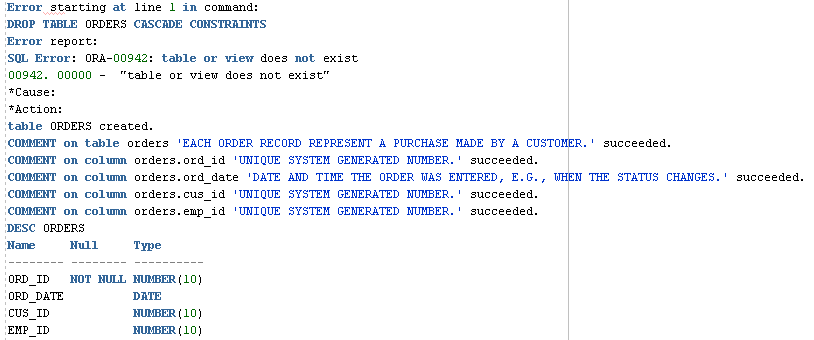 Error starting at line 1 in command:
DROP TABLE ORDERS CASCADE CONSTRAINTS
Error report:
SQL Error: ORA-00942: table or view does not exist
00942. 00000 -  "table or view does not exist"
*Cause:
*Action:
table ORDERS created.
COMMENT on table orders 'EACH ORDER RECORD REPRESENT A PURCHASE MADE BY A CUSTOMER.' succeeded.
COMMENT on column orders.ord_id 'UNIQUE SYSTEM GENERATED NUMBER.' succeeded.
COMMENT on column orders.ord_date 'DATE AND TIME THE ORDER WAS ENTERED, E.G., WHEN THE STATUS CHANGES.' succeeded.
COMMENT on column orders.cus_id 'UNIQUE SYSTEM GENERATED NUMBER.' succeeded.
COMMENT on column orders.emp_id 'UNIQUE SYSTEM GENERATED NUMBER.' succeeded.
DESC ORDERS
Name     Null     Type
-------- -------- ----------
ORD_ID   NOT NULL NUMBER(10)
ORD_DATE          DATE
CUS_ID            NUMBER(10)
EMP_ID            NUMBER(10)